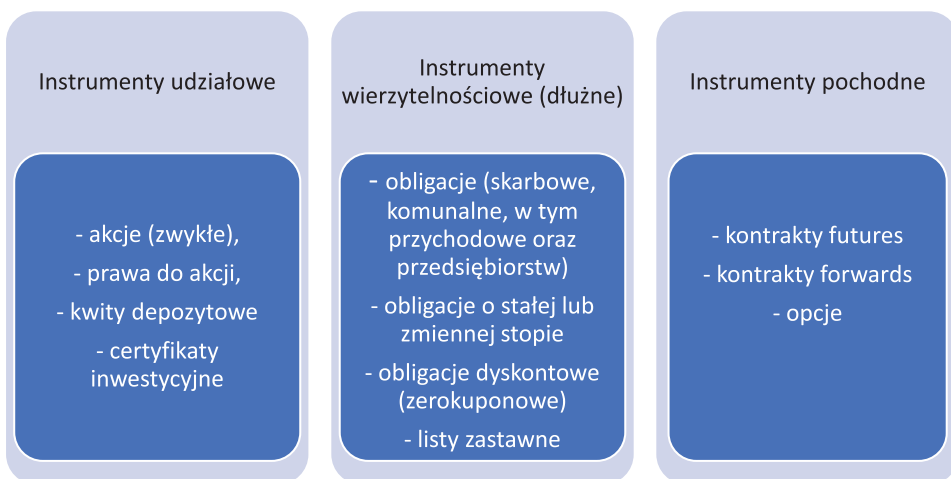 Instrumenty udziałowe
- akcje (zwykłe),
- prawa do akcji,
- kwity depozytowe
- certyfikaty
inwestycyjne
Instrumenty
wierzytelnościowe (dłużne)
- obligacje (skarbowe,
komunalne, w tym
przychodowe oraz
przedsiębiorstw)
- obligacje o stałej lub
zmiennej stopie
- obligacje dyskontowe
(zerokuponowe)
- listy zastawne
Instrumenty pochodne
- kontrakty futures
- kontrakty forwards
- opcje